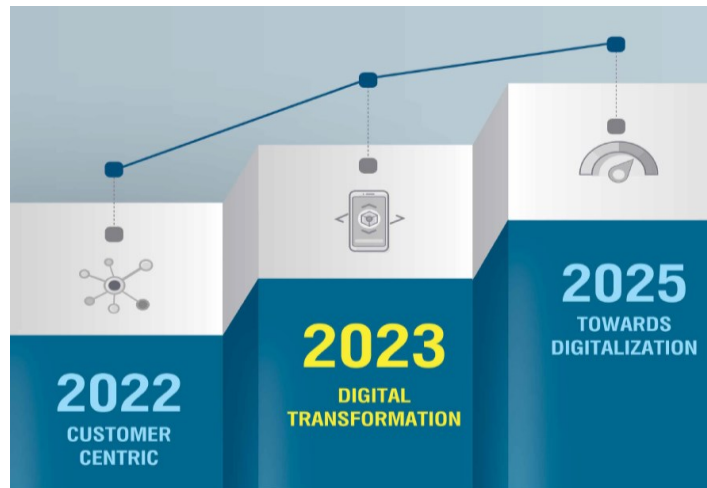 2022
CUSTOMER
CENTRIC
2023
DIGITAL
TRANSFORMATION
2025
TOWARDS
DIGITALIZATION